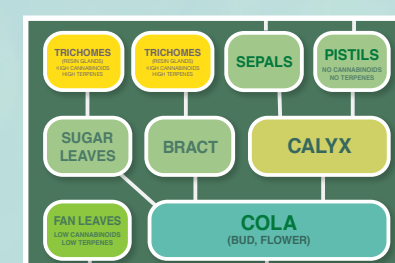 TRICHOMES
(RESIN GLANDS)
HIGH CANNABINOIDS
HIGH TERPENES
TRICHOMES
(RESIN GLANDS)
HIGH CANNABINOIDS
HIGH TERPENES
SEPALS
PISTILS
NO CANNABINOIDS
NO TERPENES
SUGAR
LEAVES
BRACT
CALYX
FAN LEAVES
LOW CANNABINOIDS
LOW TERPENES
COLA
(BUD, FLOWER)